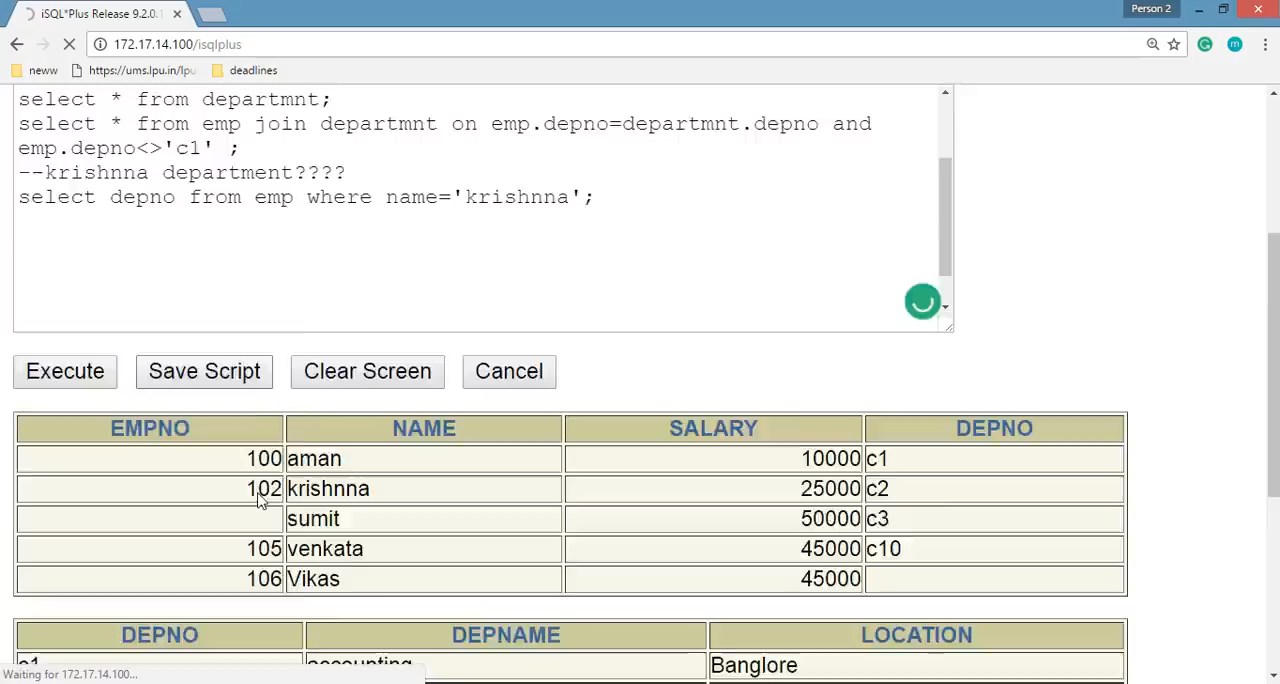 iSQL*Plus Release 9.2.0.1
Person 2
172.17.14.100/isqlplus
m
neww https://ums.lpu.in/lpu deadlines
select * from departmnt;
select * from emp join departmnt on emp.depno=departmnt.depno and
emp.depno<>'c1' ;
--krishnna department????
select depno from emp where name='krishnna';
Execute Save Script Clear Screen Cancel
EMPNO NAME SALARY DEPNO
100 aman 10000 c1
102 krishnna 25000 c2
sumit 50000 c3
105 venkata 45000 c10
106 Vikas 45000
DEPNO DEPNAME LOCATION
c1 accounting Banglore
Waiting for 172.17.14.100...